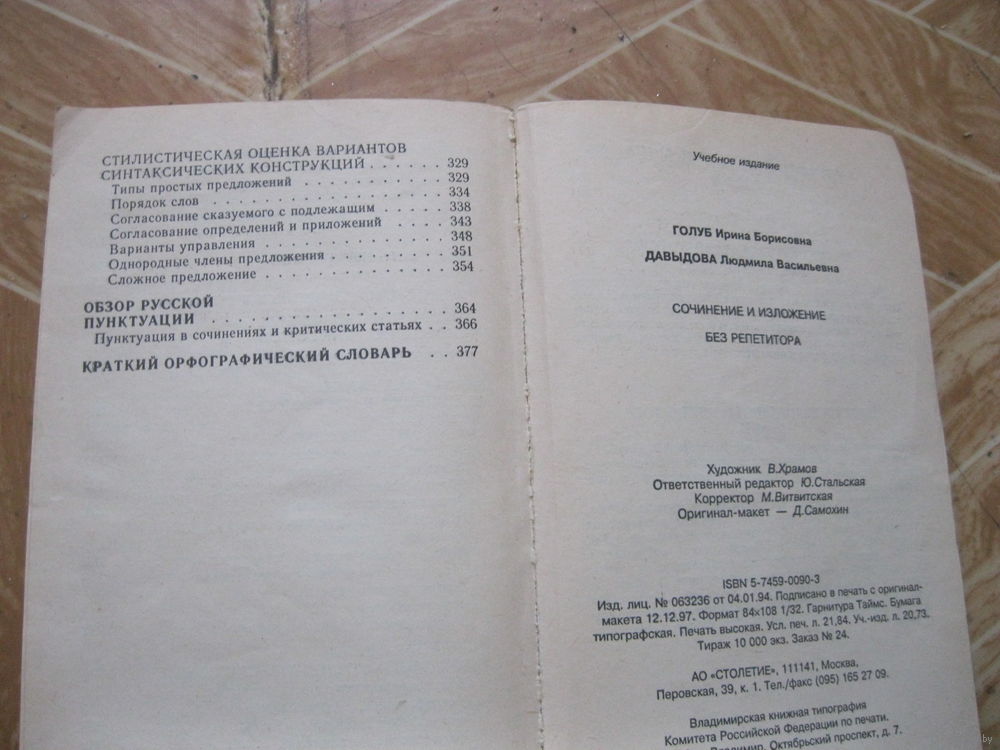 СТИЛИСТИЧЕСКАЯ ОЦЕНКА ВАРИАНТОВ
СИНТАКСИЧЕСКИХ КОНСТРУКЦИЙ . . . . . . 329
Типы простых предложений . . . . . . . . . 329
Порядок слов . . . . . . . . . . . . . . . . 334
Согласование сказуемого с подлежащим . . . . . 338
Согласование определений и приложений . . . . 343
Варианты управления . . . . . . . . . . . . 348
Однородные члены предложения . . . . . . . . 351
Сложное предложение . . . . . . . . . . . . 354
ОБЗОР РУССКОЙ
ПУНКТУАЦИИ . . . . . . . . . . . . . . . 364
Пунктуация в сочинениях и критических статьях . . 366
КРАТКИЙ ОРФОГРАФИЧЕСКИЙ СЛОВАРЬ . . 377
Учебное издание
ГОЛУБ Ирина Борисовна
ДАВЫДОВА Людмила Васильевна
СОЧИНЕНИЕ И ИЗЛОЖЕНИЕ
БЕЗ РЕПЕТИТОРА
Художник В.Храмов
Ответственный редактор Ю.Стальская
Корректор М.Витвитская
Оригинал-макет — Д.Самохин
ISBN 5-7459-0090-3
Изд. лиц. № 063236 от 04.01.94. Подписано в печать с оригинал-
макета 12.12.97. Формат 84×108 1/32. Гарнитура Таймс. Бумага
типографская. Печать высокая. Усл. печ. л. 21,84. Уч.-изд. л. 20,73.
Тираж 10 000 экз. Заказ № 24.
АО «СТОЛЕТИЕ», 111141, Москва,
Перовская, 39, к. 1. Тел./факс (095) 165 27 09.
Владимирская книжная типография
Комитета Российской Федерации по печати.
Владимир, Октябрьский проспект, д. 7.
by